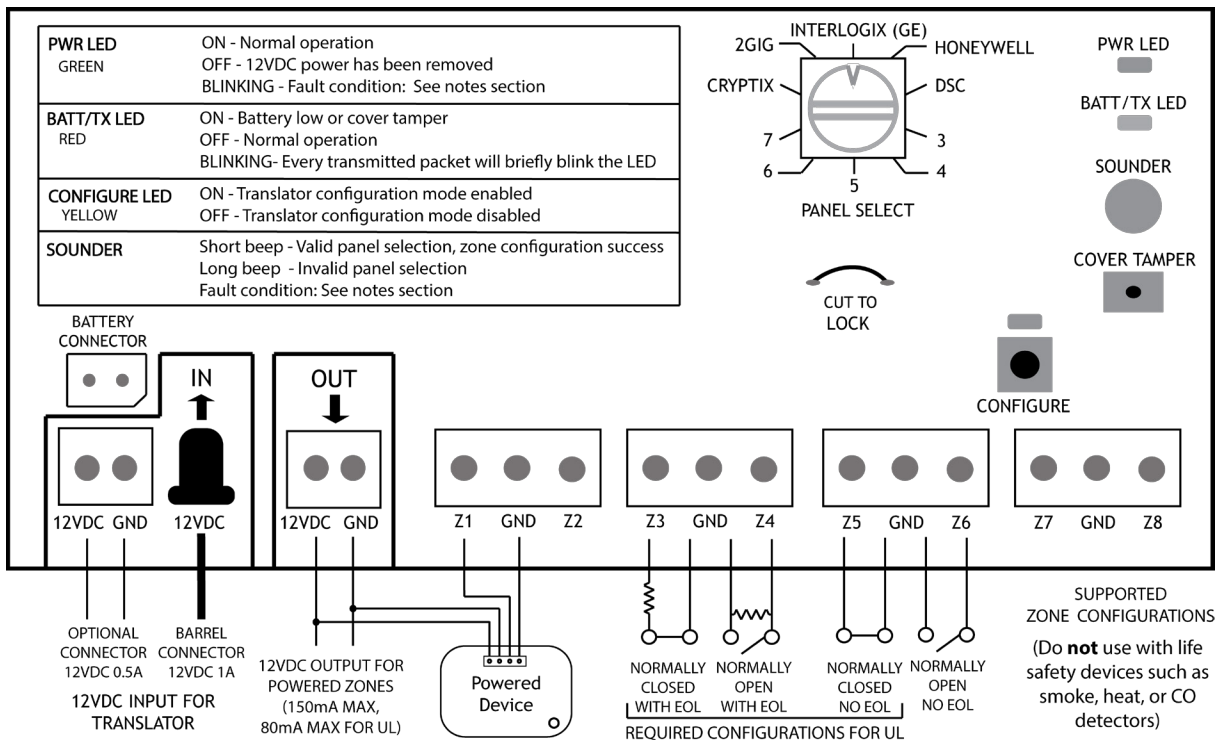 PWR LED
GREEN
ON - Normal operation
OFF - 12VDC power has been removed
BLINKING - Fault condition: See notes section
BATT/TX LED
RED
ON - Battery low or cover tamper
OFF - Normal operation
BLINKING- Every transmitted packet will briefly blink the LED
CONFIGURE LED
YELLOW
ON - Translator configuration mode enabled
OFF - Translator configuration mode disabled
SOUNDER
Short beep - Valid panel selection, zone configuration success
Long beep - Invalid panel selection
Fault condition: See notes section
INTERLOGIX (GE)
2GIG
HONEYWELL
CRYPTIX
DSC
7
3
6
4
5
PANEL SELECT
CUT TO
LOCK
PWR LED
BATT/TX LED
SOUNDER
COVER TAMPER
CONFIGURE
BATTERY
CONNECTOR
IN
OUT
12VDC GND
12VDC
12VDC GND
Z1 GND Z2
Z3 GND Z4
Z5 GND Z6
Z7 GND Z8
OPTIONAL
CONNECTOR
12VDC 0.5A
BARREL
CONNECTOR
12VDC 1A
12VDC INPUT FOR
TRANSLATOR
12VDC OUTPUT FOR
POWERED ZONES
(150mA MAX,
80mA MAX FOR UL)
Powered
Device
NORMALLY
CLOSED
WITH EOL
NORMALLY
OPEN
WITH EOL
NORMALLY
CLOSED
NO EOL
NORMALLY
OPEN
NO EOL
REQUIRED CONFIGURATIONS FOR UL
SUPPORTED
ZONE CONFIGURATIONS
(Do not use with life
safety devices such as
smoke, heat, or CO
detectors)